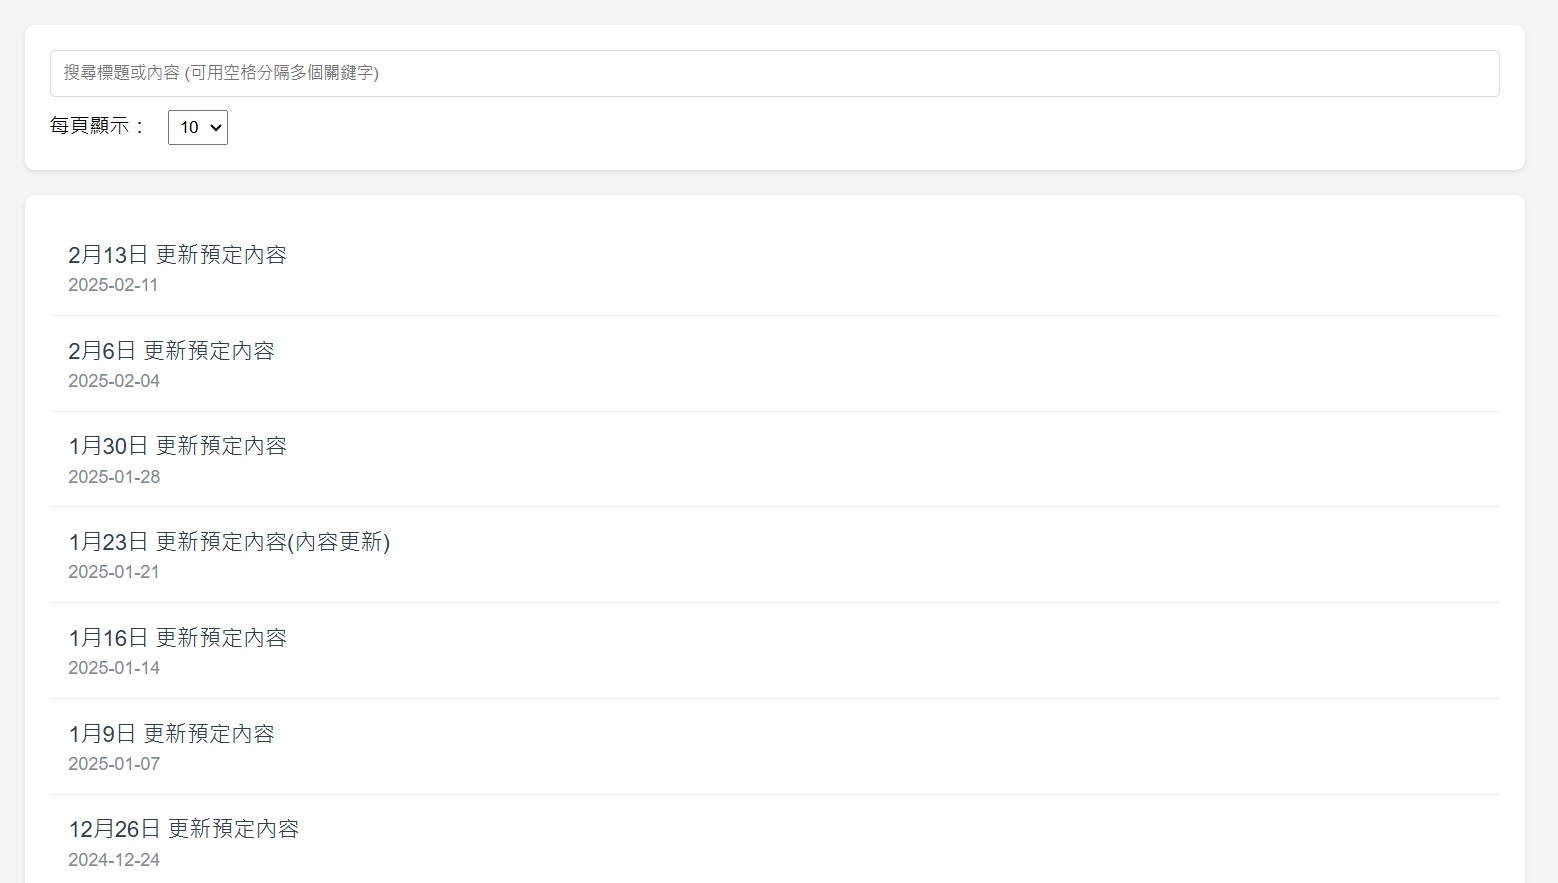 搜尋標題或內容 (可用空格分隔多個關鍵字)
每頁顯示： 10
2月13日 更新預定內容
2025-02-11
2月6日 更新預定內容
2025-02-04
1月30日 更新預定內容
2025-01-28
1月23日 更新預定內容(內容更新)
2025-01-21
1月16日 更新預定內容
2025-01-14
1月9日 更新預定內容
2025-01-07
12月26日 更新預定內容
2024-12-24